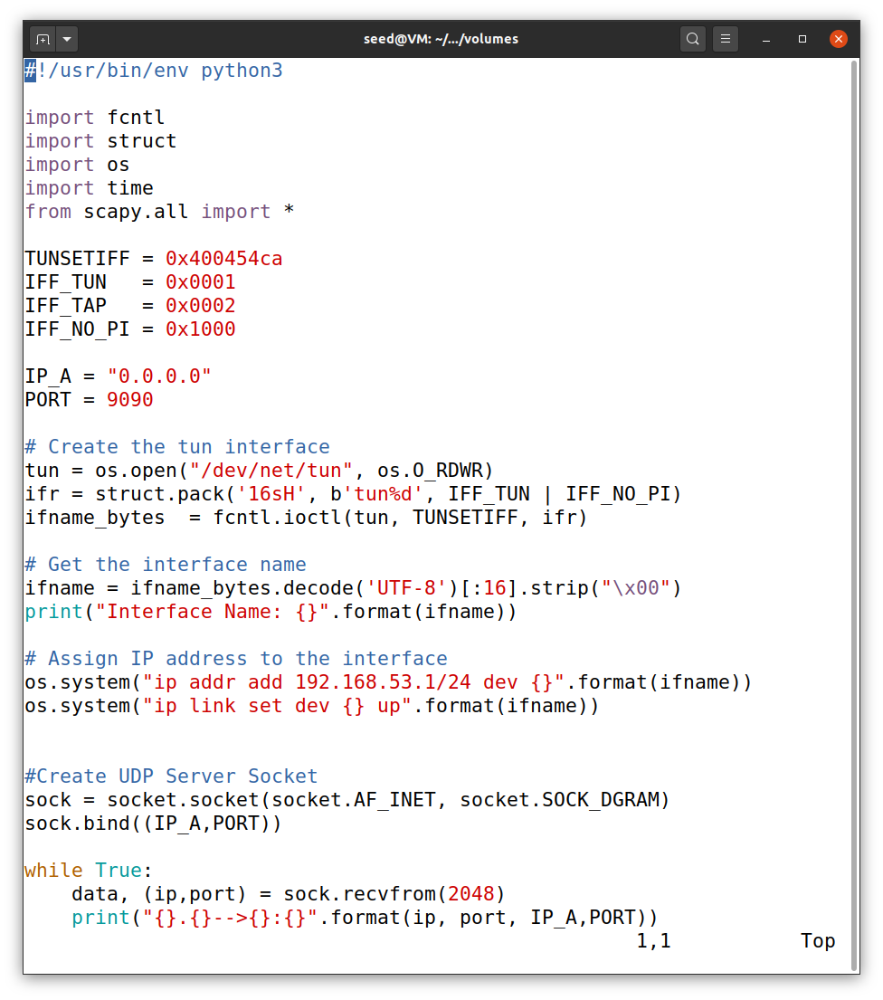 seed@VM: ~/.../volumes
#!/usr/bin/env python3
import fcntl
import struct
import os
import time
from scapy.all import *
TUNSETIFF = 0x400454ca
IFF_TUN   = 0x0001
IFF_TAP   = 0x0002
IFF_NO_PI = 0x1000
IP_A = "0.0.0.0"
PORT = 9090
# Create the tun interface
tun = os.open("/dev/net/tun", os.O_RDWR)
ifr = struct.pack('16sH', b'tun%d', IFF_TUN | IFF_NO_PI)
ifname_bytes  = fcntl.ioctl(tun, TUNSETIFF, ifr)
# Get the interface name
ifname = ifname_bytes.decode('UTF-8')[:16].strip("\x00")
print("Interface Name: {}".format(ifname))
# Assign IP address to the interface
os.system("ip addr add 192.168.53.1/24 dev {}".format(ifname))
os.system("ip link set dev {} up".format(ifname))
#Create UDP Server Socket
sock = socket.socket(socket.AF_INET, socket.SOCK_DGRAM)
sock.bind((IP_A,PORT))
while True:
    data, (ip,port) = sock.recvfrom(2048)
    print("{}.{}-->{}:{}".format(ip, port, IP_A,PORT))
1,1 Top